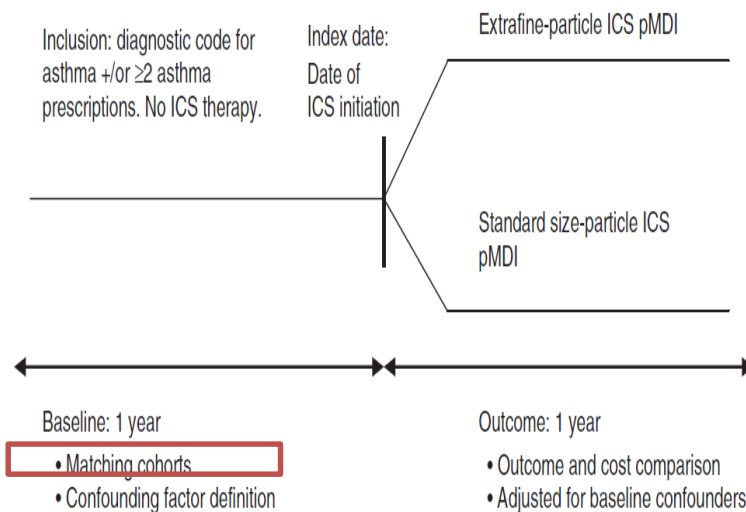 Inclusion: diagnostic code for
asthma +/or ≥2 asthma
prescriptions. No ICS therapy.
Index date:
Date of
ICS initiation
Extrafine-particle ICS pMDI
Standard size-particle ICS
pMDI
Baseline: 1 year
• Matching cohorts
• Confounding factor definition
Outcome: 1 year
• Outcome and cost comparison
• Adjusted for baseline confounders